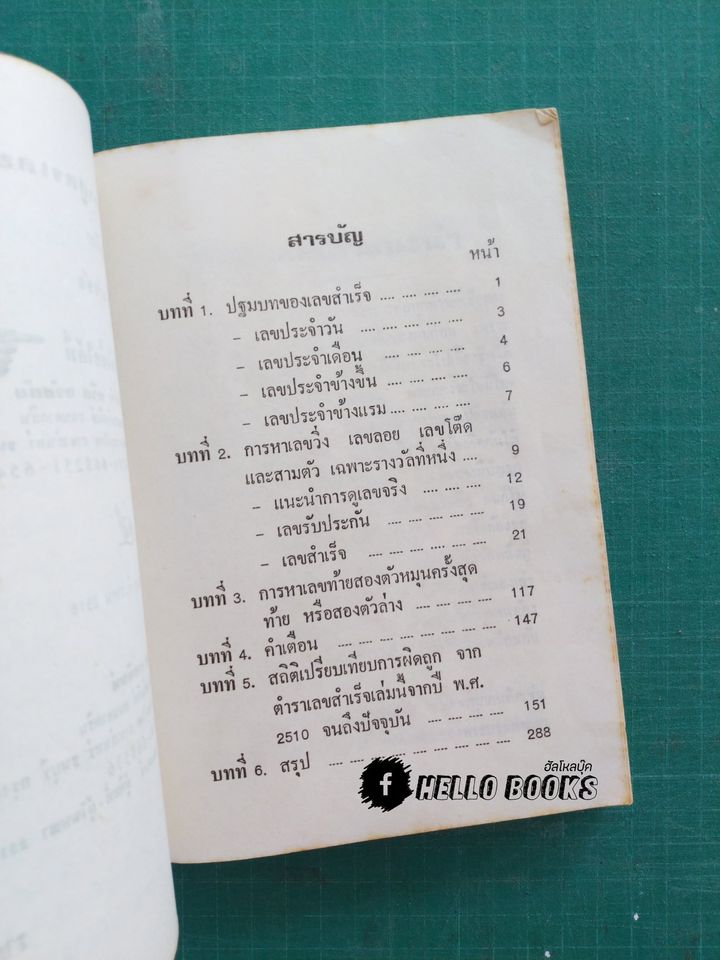 สารบัญ
หน้า
บทที่ 1. ปฐมบทของเลขสำเร็จ .... .... .... .... 1
- เลขประจำวัน .... .... .... .... .... 3
- เลขประจำเดือน .... .... .... .... 4
- เลขประจำข้างขึ้น .... .... .... .... 6
- เลขประจำข้างแรม .... .... .... .... 7
บทที่ 2. การหาเลขวิ่ง เลขลอย เลขโต๊ด
และสามตัว เฉพาะรางวัลที่หนึ่ง .... 9
- แนะนำการดูเลขจริง .... .... .... 12
- เลขรับประกัน .... .... .... .... 19
- เลขสำเร็จ .... .... .... .... .... 21
บทที่ 3. การหาเลขท้ายสองตัวหมุนครั้งสุด
ท้าย หรือสองตัวล่าง .... .... .... 117
บทที่ 4. คำเตือน .... .... .... .... .... .... 147
บทที่ 5. สถิติเปรียบเทียบการผิดถูก จาก
ตำราเลขสำเร็จเล่มนี้จากปี พ.ศ.
2510 จนถึงปัจจุบัน .... .... .... .... 151
บทที่ 6. สรุป .... .... .... .... .... .... .... 288
ฮัลโหลบุ๊ค
f HELLO BOOKS